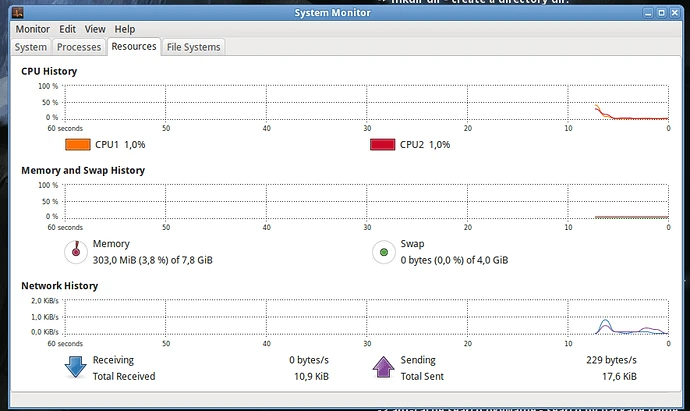 -> mkdir dir - create a directory dir.
System Monitor
Monitor Edit View Help
System Processes Resources File Systems
CPU History
100 %
50 %
0 %
60 seconds 50 40 30 20 10 0
CPU1 1,0% CPU2 1,0%
Memory and Swap History
100 %
50 %
0 %
60 seconds 50 40 30 20 10 0
Memory Swap
303,0 MiB (3,8 %) of 7,8 GiB 0 bytes (0,0 %) of 4,0 GiB
Network History
2,0 KiB/s
1,0 KiB/s
0,0 KiB/s
60 seconds 50 40 30 20 10 0
Receiving 0 bytes/s Sending 229 bytes/s
Total Received 10,9 KiB Total Sent 17,6 KiB